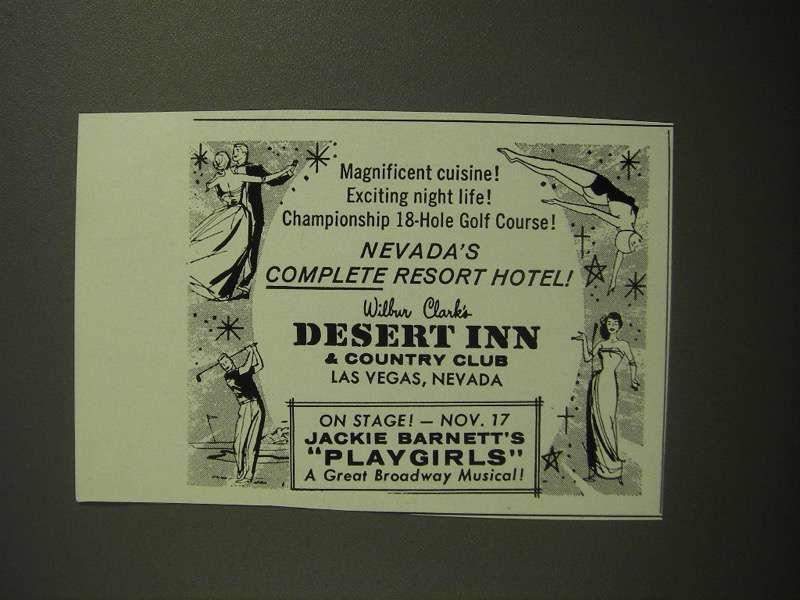 Magnificent cuisine!
Exciting night life!
Championship 18-Hole Golf Course!
NEVADA'S
COMPLETE RESORT HOTEL!
Wilbur Clark's
DESERT INN
& COUNTRY CLUB
LAS VEGAS, NEVADA
ON STAGE! — NOV. 17
JACKIE BARNETT'S
"PLAYGIRLS"
A Great Broadway Musical!